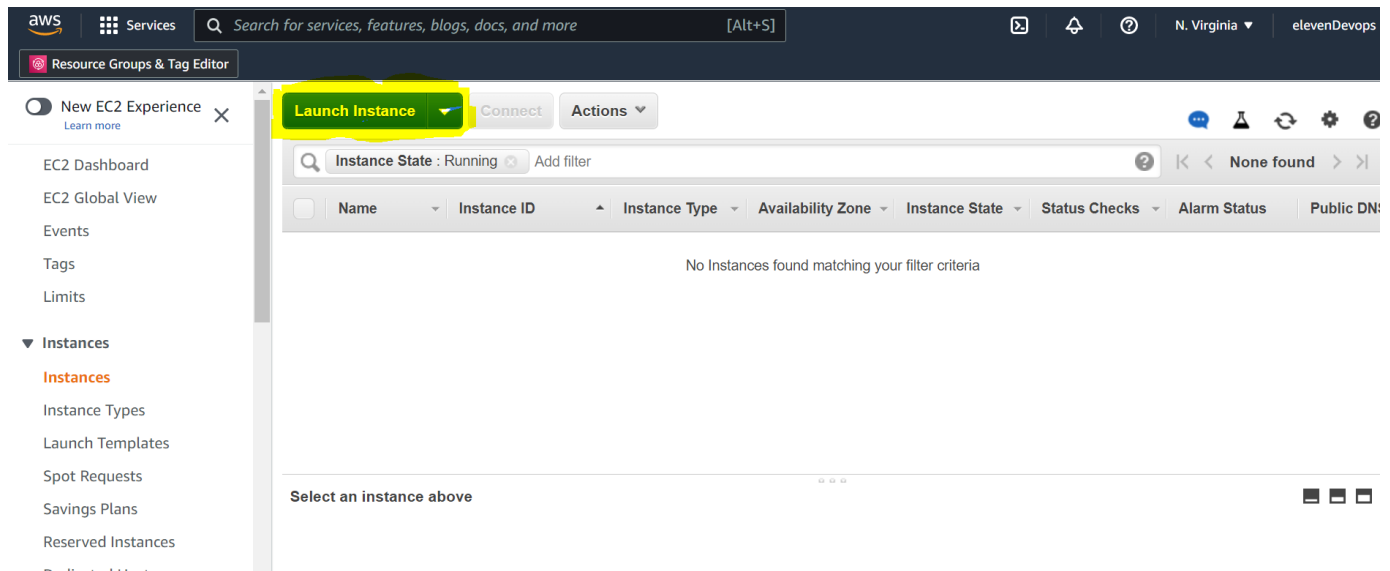 aws Services Search for services, features, blogs, docs, and more [Alt+S] N. Virginia ▼ elevenDevops
Resource Groups & Tag Editor
New EC2 Experience
Learn more
EC2 Dashboard
EC2 Global View
Events
Tags
Limits
Instances
Instances
Instance Types
Launch Templates
Spot Requests
Savings Plans
Reserved Instances
Launch Instance Connect Actions
Instance State : Running Add filter None found
Name Instance ID Instance Type Availability Zone Instance State Status Checks Alarm Status Public DNS
No Instances found matching your filter criteria
Select an instance above